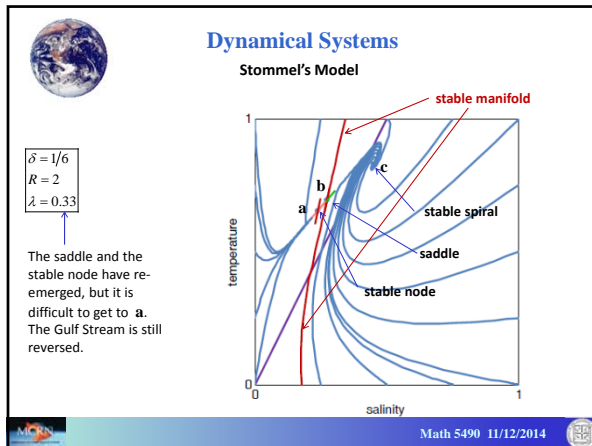 Dynamical Systems
Stommel's Model
stable manifold
δ = 1/6
R = 2
λ = 0.33
The saddle and the
stable node have re-
emerged, but it is
difficult to get to a.
The Gulf Stream is still
reversed.
1
temperature
0
0
salinity
1
a
b
c
stable spiral
saddle
stable node
MCRN
Math 5490 11/12/2014